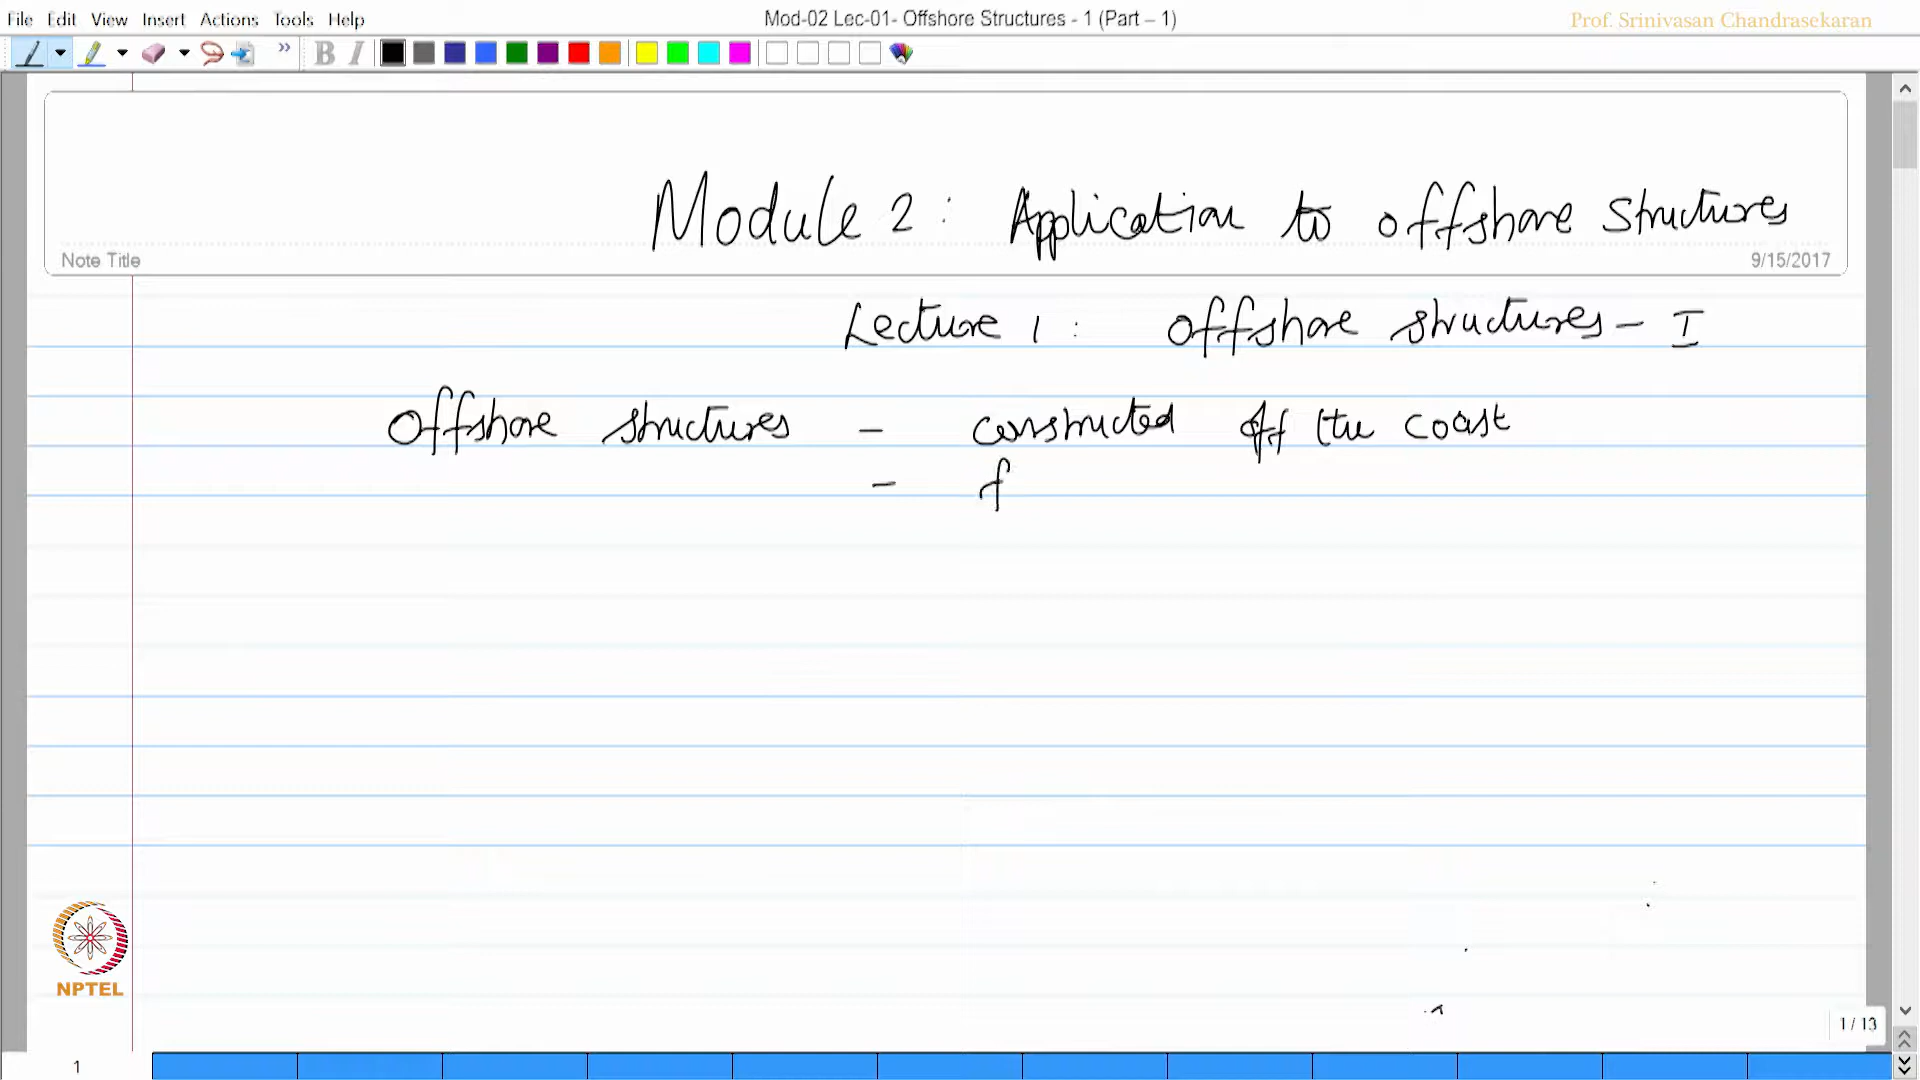 File Edit View Insert Actions Tools Help
Mod-02 Lec-01- Offshore Structures - 1 (Part – 1)
Prof. Srinivasan Chandrasekaran
B I
Module 2 : Application to offshore structures
Note Title
9/15/2017
Lecture 1 : Offshore structures - I
Offshore structures - constructed off the coast
- f
NPTEL
1 / 13
1